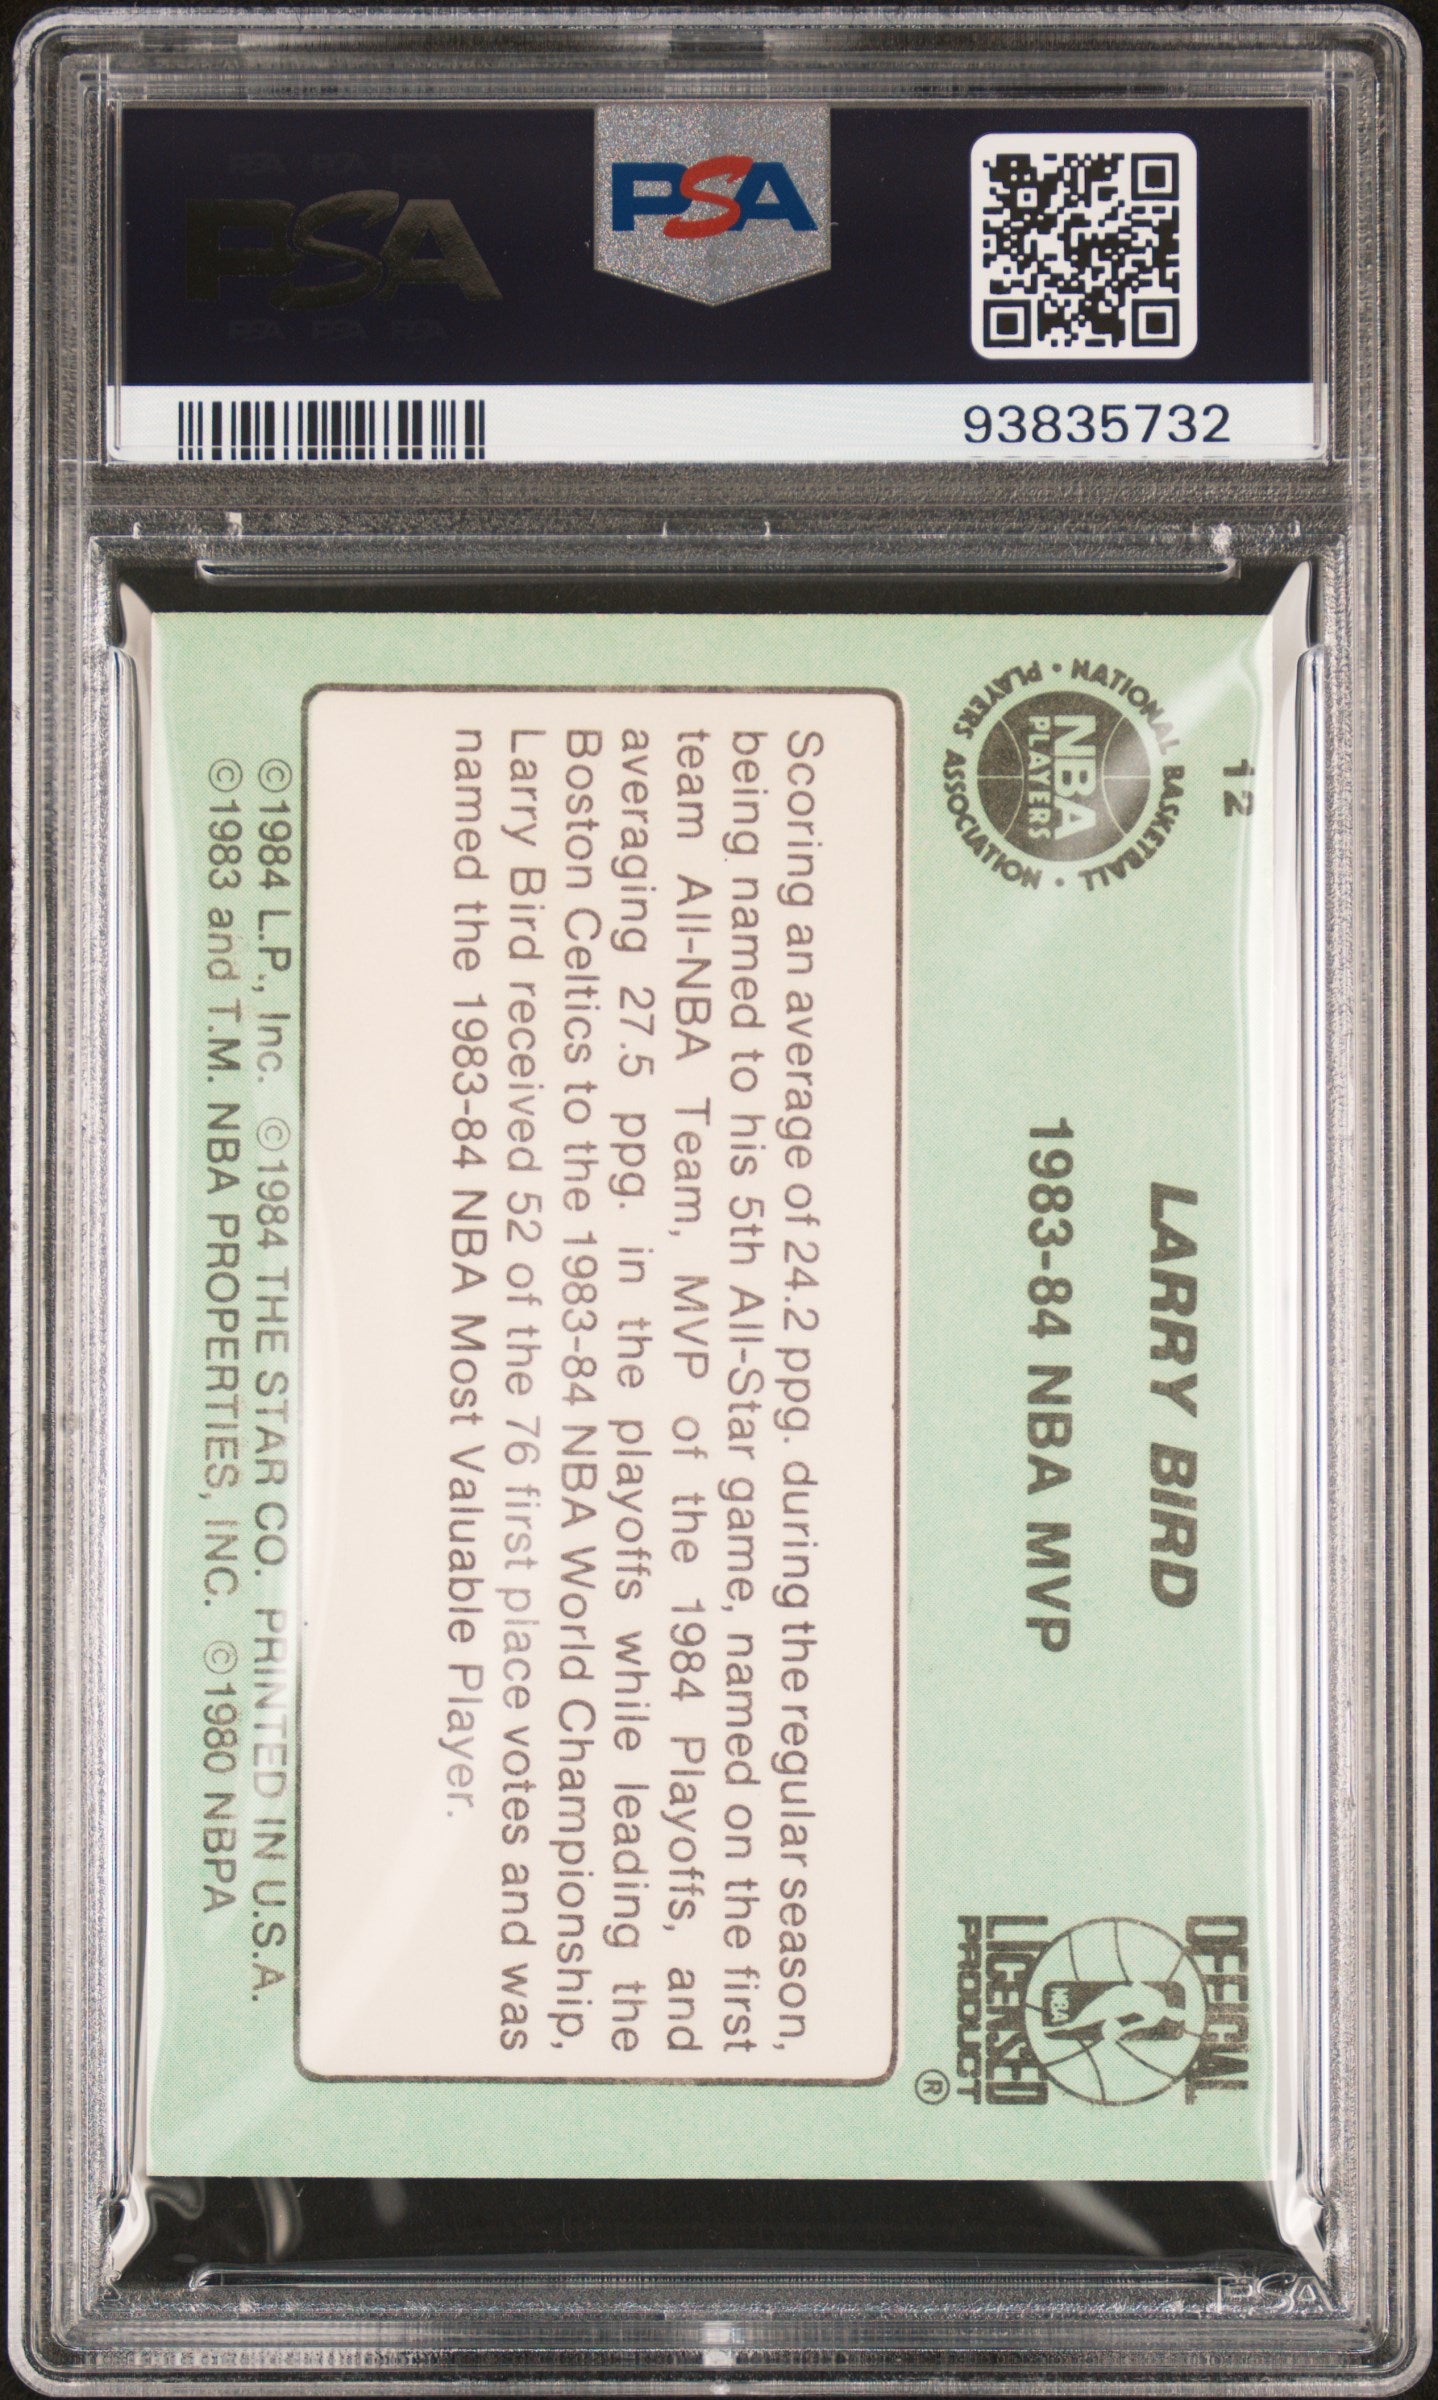 PSA
PSA
93835732
12
NATIONAL BASKETBALL
PLAYERS ASSOCIATION
NBA
PLAYERS
LARRY BIRD
1983-84 NBA MVP
OFFICIAL
NBA
LICENSED
PRODUCT
®
Scoring an average of 24.2 ppg. during the regular season,
being named to his 5th All-Star game, named on the first
team All-NBA Team, MVP of the 1984 Playoffs, and
averaging 27.5 ppg. in the playoffs while leading the
Boston Celtics to the 1983-84 NBA World Championship,
Larry Bird received 52 of the 76 first place votes and was
named the 1983-84 NBA Most Valuable Player.
©1984 L.P., Inc. ©1984 THE STAR CO. PRINTED IN U.S.A.
©1983 and T.M. NBA PROPERTIES, INC. ©1980 NBPA
PSA